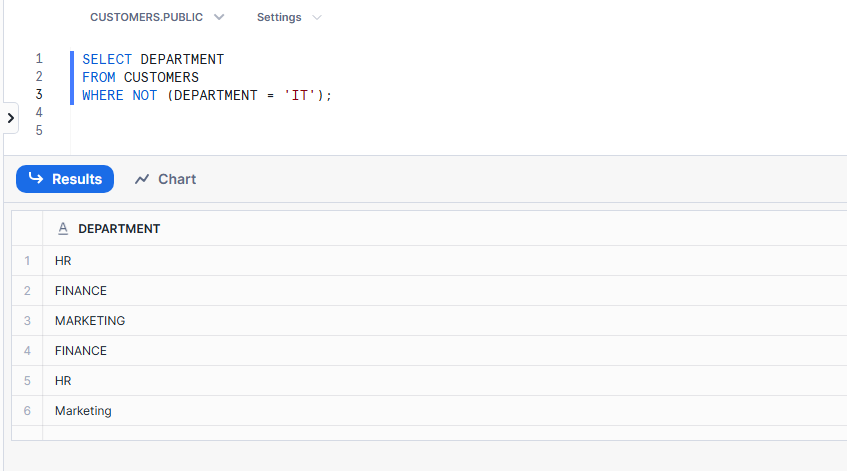 CUSTOMERS.PUBLIC Settings
1 SELECT DEPARTMENT
2 FROM CUSTOMERS
3 WHERE NOT (DEPARTMENT = 'IT');
4
5
Results Chart
A DEPARTMENT
1 HR
2 FINANCE
3 MARKETING
4 FINANCE
5 HR
6 Marketing